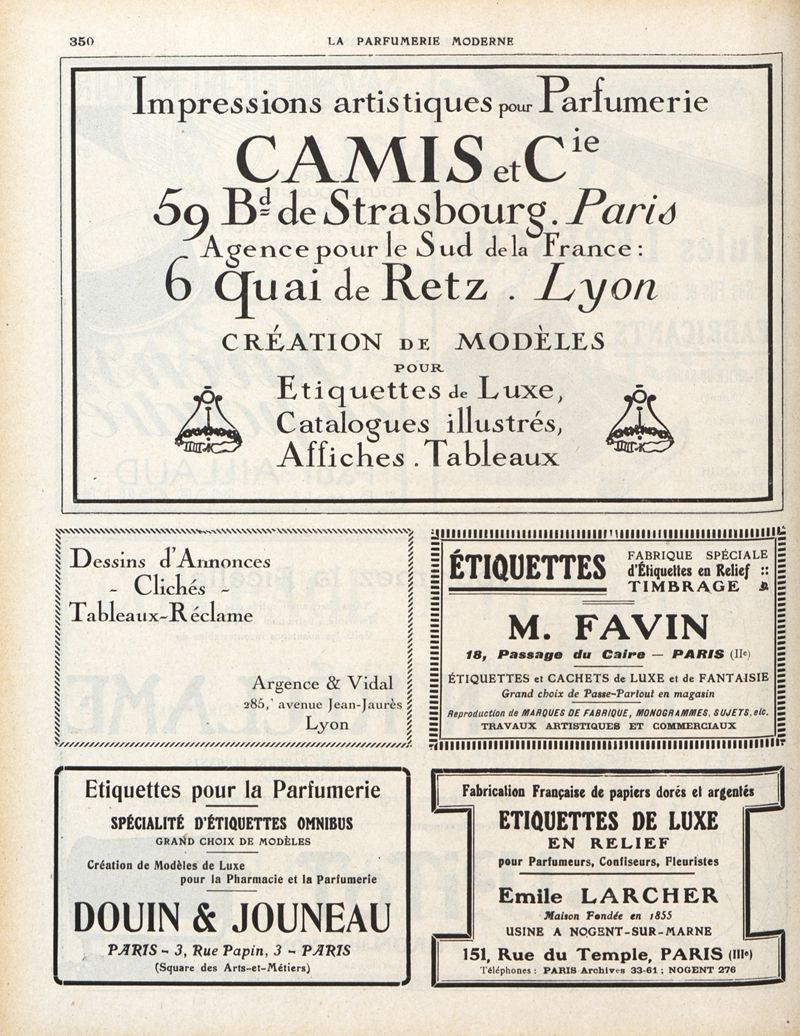 350
LA PARFUMERIE MODERNE
Impressions artistiques pour Parfumerie
CAMIS et Cie
59 Bd de Strasbourg. Paris
Agence pour le Sud de la France:
6 Quai de Retz . Lyon
CRÉATION DE MODÈLES
POUR
Etiquettes de Luxe,
Catalogues illustrés,
Affiches . Tableaux
Dessins d'Annonces
- Clichés -
Tableaux-Réclame
Argence & Vidal
285, avenue Jean-Jaurès
Lyon
ÉTIQUETTES
FABRIQUE SPÉCIALE
d'Étiquettes en Relief ::
TIMBRAGE
M. FAVIN
18, Passage du Caire — PARIS (IIe)
ÉTIQUETTES et CACHETS de LUXE et de FANTAISIE
Grand choix de Passe-Partout en magasin
Reproduction de MARQUES DE FABRIQUE, MONOGRAMMES, SUJETS, etc.
TRAVAUX ARTISTIQUES ET COMMERCIAUX
Etiquettes pour la Parfumerie
SPÉCIALITÉ D'ÉTIQUETTES OMNIBUS
GRAND CHOIX DE MODÈLES
Création de Modèles de Luxe
pour la Pharmacie et la Parfumerie
DOUIN & JOUNEAU
PARIS - 3, Rue Papin, 3 - PARIS
(Square des Arts-et-Métiers)
Fabrication Française de papiers dorés et argentés
ETIQUETTES DE LUXE
EN RELIEF
pour Parfumeurs, Confiseurs, Fleuristes
Emile LARCHER
Maison Fondée en 1855
USINE A NOGENT-SUR-MARNE
151, Rue du Temple, PARIS (IIIe)
Téléphones : PARIS-Archives 33-61 ; NOGENT 276